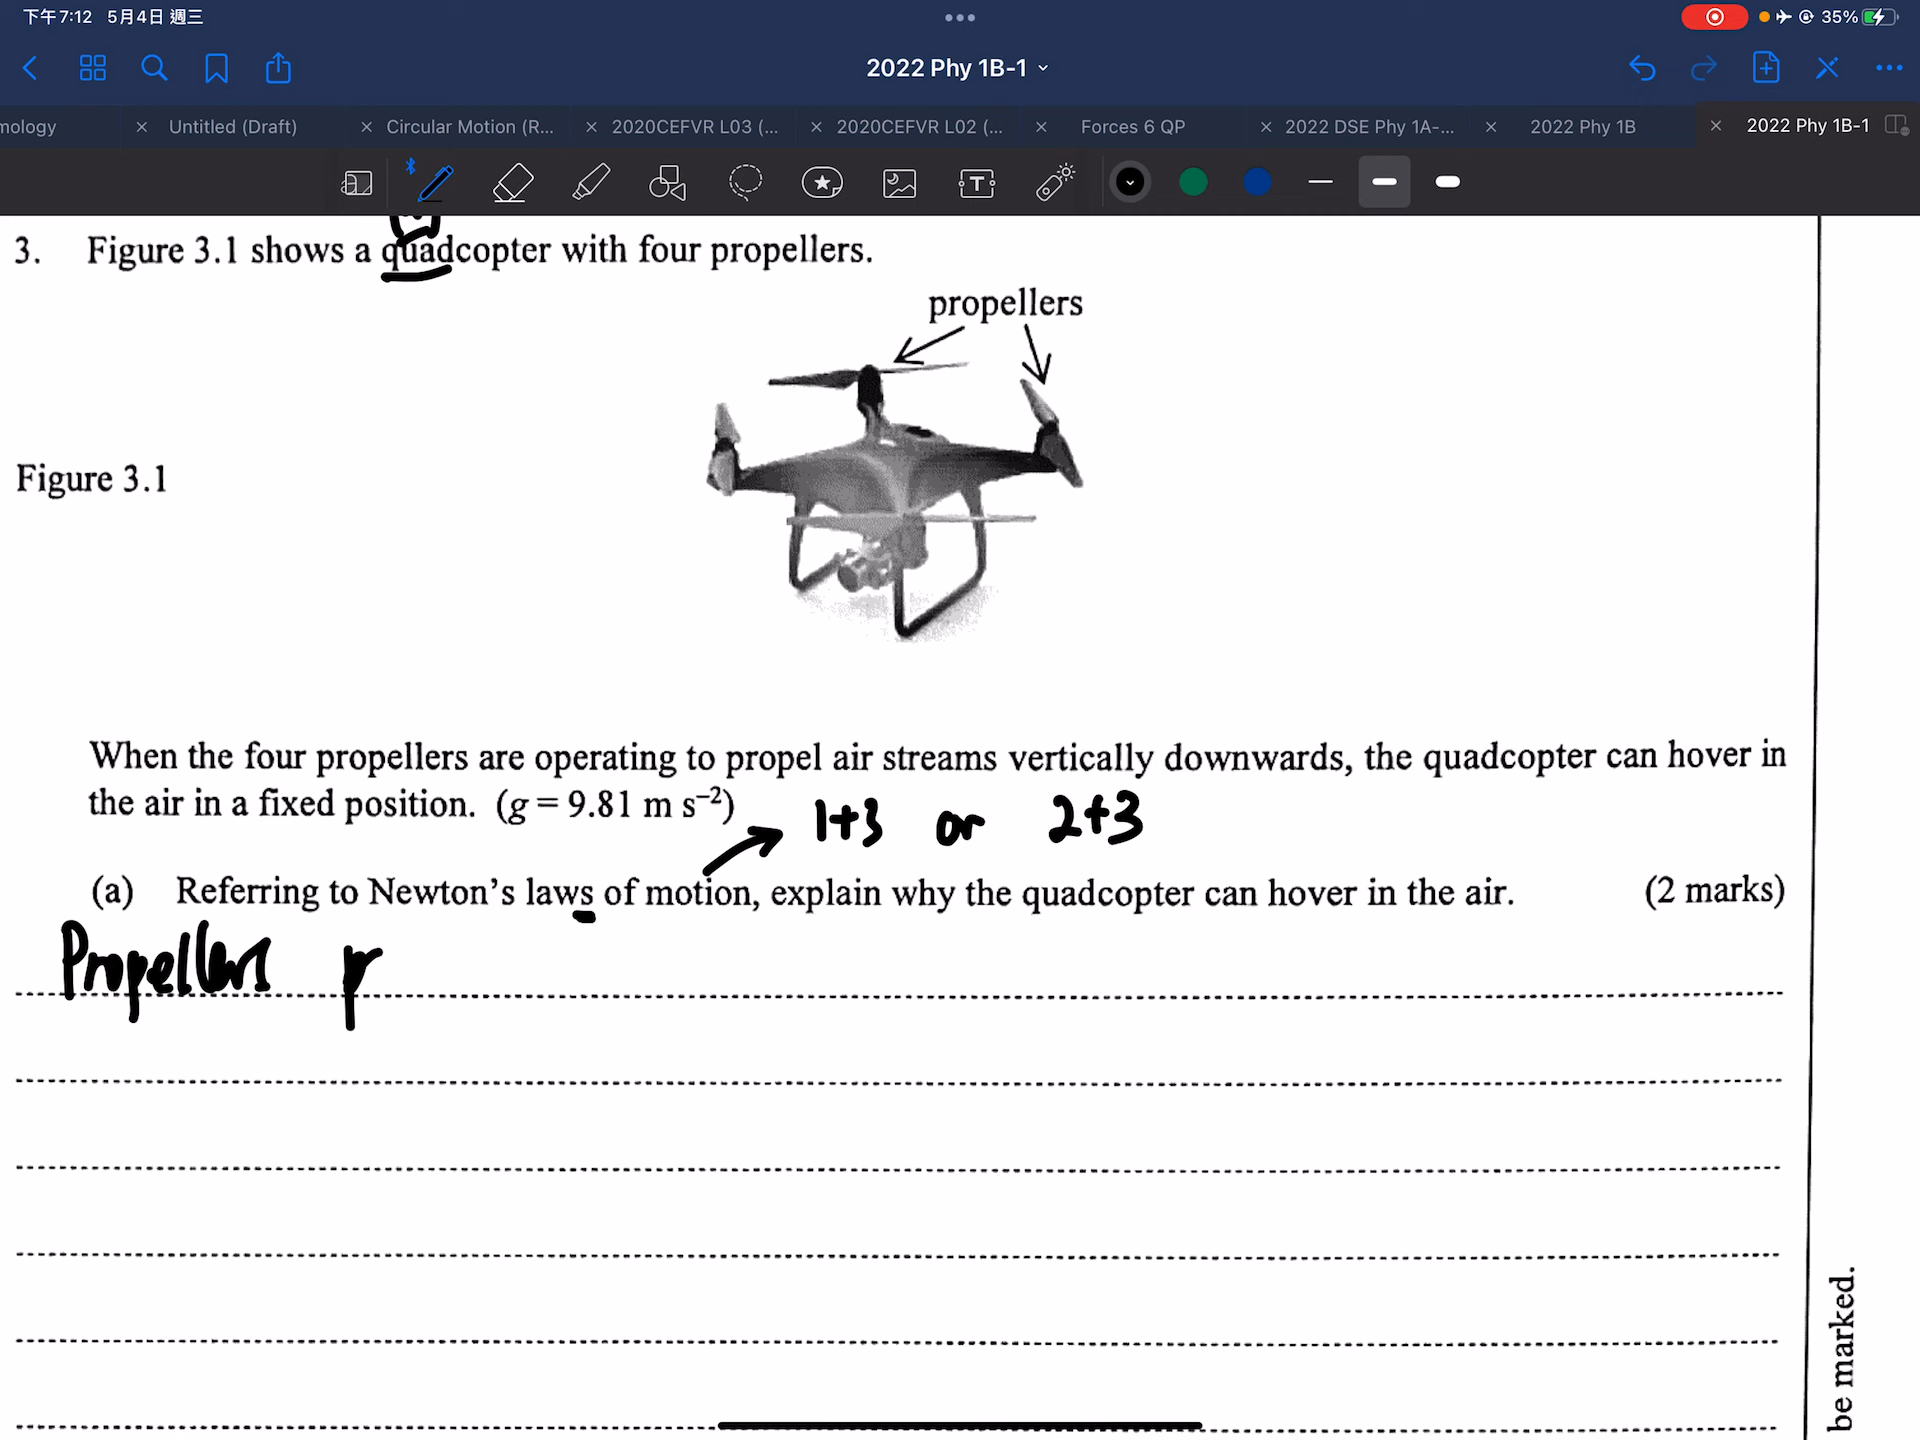 下午7:12 5月4日 週三
35%
2022 Phy 1B-1
mology
Untitled (Draft)
Circular Motion (R...
2020CEFVR L03 (...
2020CEFVR L02 (...
Forces 6 QP
2022 DSE Phy 1A-...
2022 Phy 1B
2022 Phy 1B-1
3. Figure 3.1 shows a quadcopter with four propellers.
propellers
Figure 3.1
When the four propellers are operating to propel air streams vertically downwards, the quadcopter can hover in
the air in a fixed position. (g = 9.81 m s⁻²)
1+3 or 2+3
(a) Referring to Newton's laws of motion, explain why the quadcopter can hover in the air. (2 marks)
Propellers p
be marked.